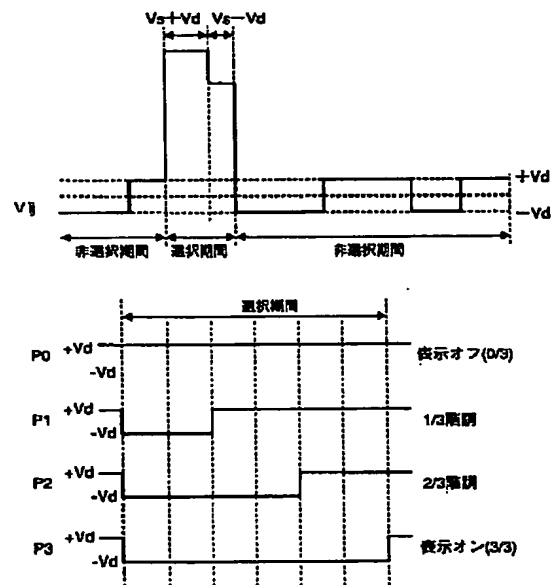 Vs+Vd Vs−Vd
+Vd
Vij
−Vd
非選択期間 選択期間 非選択期間
選択期間
P0 +Vd 表示オフ(0/3)
−Vd
P1 +Vd 1/3階調
−Vd
P2 +Vd 2/3階調
−Vd
P3 +Vd 表示オン(3/3)
−Vd